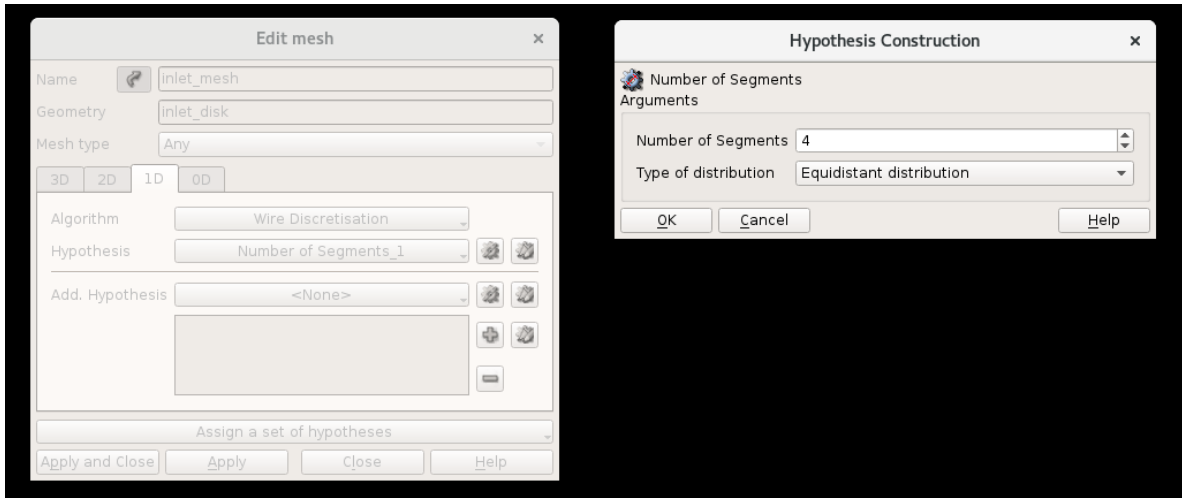 Edit mesh ×
Name inlet_mesh
Geometry inlet_disk
Mesh type Any
3D 2D 1D 0D
Algorithm Wire Discretisation
Hypothesis Number of Segments_1
Add. Hypothesis <None>
Assign a set of hypotheses
Apply and Close Apply Close Help
Hypothesis Construction ×
Number of Segments
Arguments
Number of Segments 4
Type of distribution Equidistant distribution
OK Cancel Help